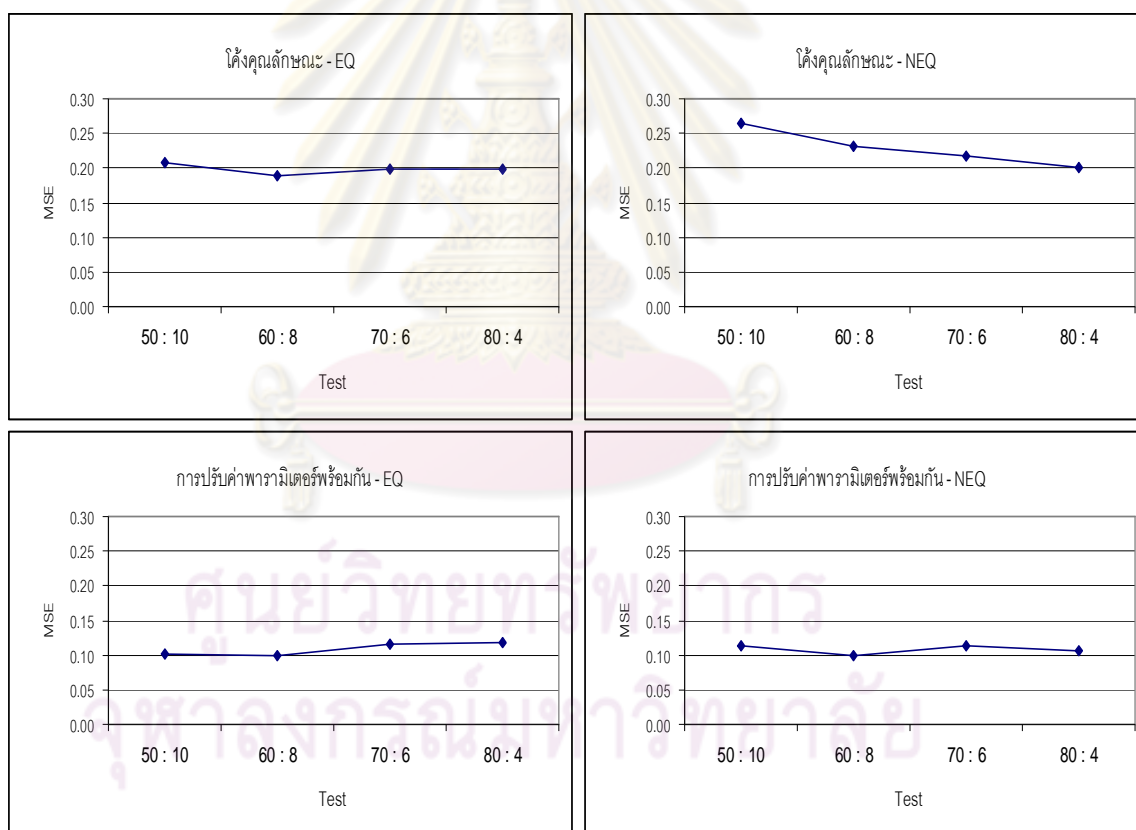 โค้งคุณลักษณะ - EQ
0.30
0.25
0.20
0.15
0.10
0.05
0.00
MSE
50 : 10 60 : 8 70 : 6 80 : 4
Test
โค้งคุณลักษณะ - NEQ
0.30
0.25
0.20
0.15
0.10
0.05
0.00
MSE
50 : 10 60 : 8 70 : 6 80 : 4
Test
การปรับค่าพารามิเตอร์พร้อมกัน - EQ
0.30
0.25
0.20
0.15
0.10
0.05
0.00
MSE
50 : 10 60 : 8 70 : 6 80 : 4
Test
การปรับค่าพารามิเตอร์พร้อมกัน - NEQ
0.30
0.25
0.20
0.15
0.10
0.05
0.00
MSE
50 : 10 60 : 8 70 : 6 80 : 4
Test
ศูนย์วิทยทรัพยากร
จุฬาลงกรณ์มหาวิทยาลัย